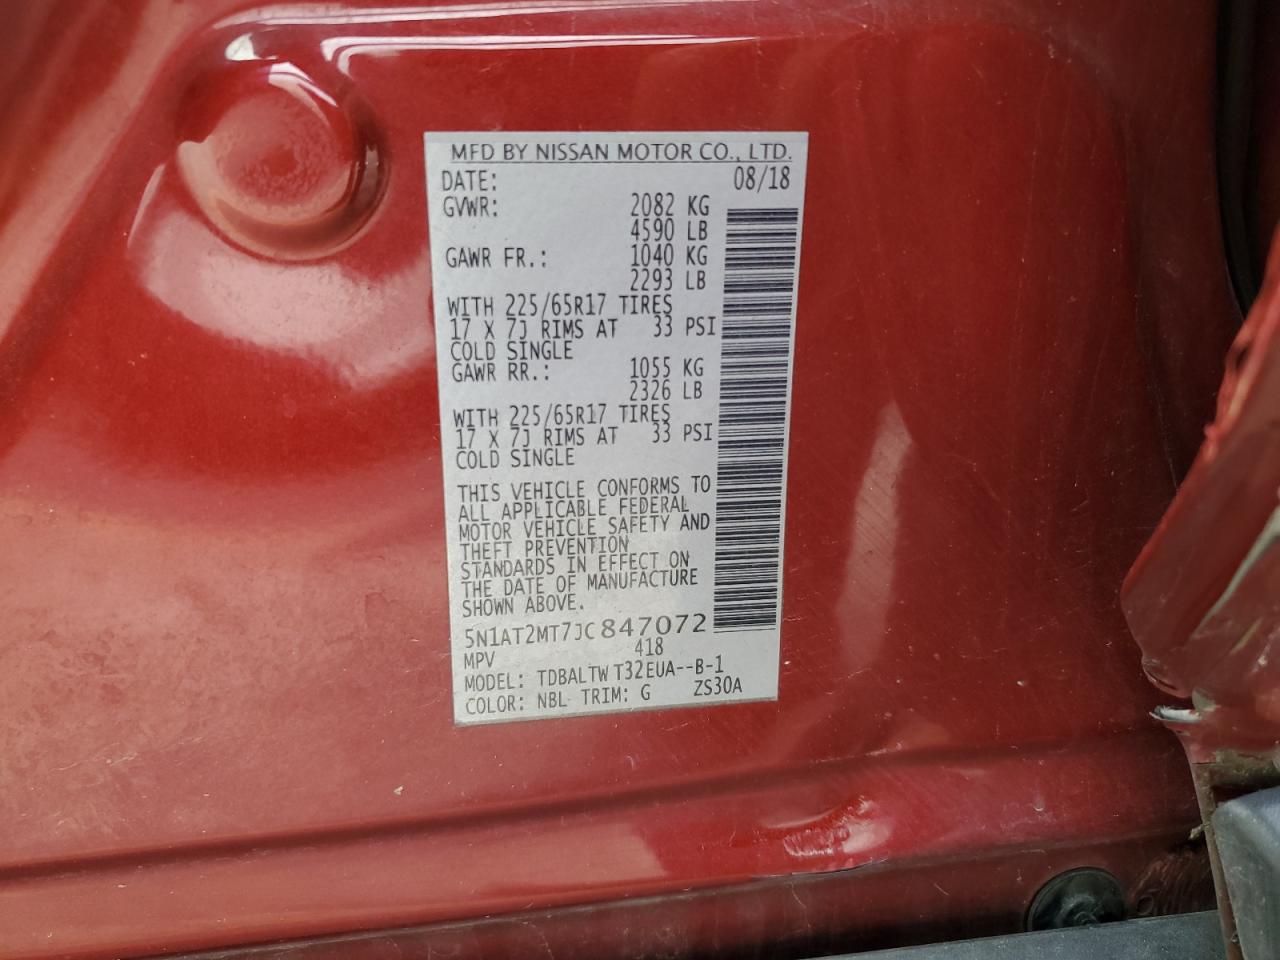 MFD BY NISSAN MOTOR CO., LTD.
DATE: 08/18
GVWR: 2082 KG
4590 LB
GAWR FR.: 1040 KG
2293 LB
WITH 225/65R17 TIRES
17 X 7J RIMS AT 33 PSI
COLD SINGLE
GAWR RR.: 1055 KG
2326 LB
WITH 225/65R17 TIRES
17 X 7J RIMS AT 33 PSI
COLD SINGLE
THIS VEHICLE CONFORMS TO
ALL APPLICABLE FEDERAL
MOTOR VEHICLE SAFETY AND
THEFT PREVENTION
STANDARDS IN EFFECT ON
THE DATE OF MANUFACTURE
SHOWN ABOVE.
5N1AT2MT7JC847072
MPV 418
MODEL: TDBALTW T32EUA--B-1
COLOR: NBL TRIM: G ZS30A